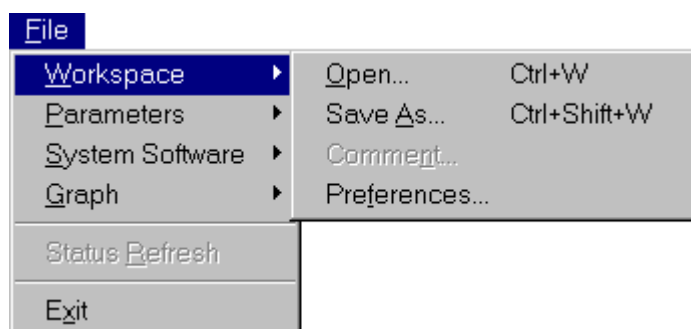 File
Workspace
Parameters
System Software
Graph
Status Refresh
Exit
Open... Ctrl+W
Save As... Ctrl+Shift+W
Comment...
Preferences...